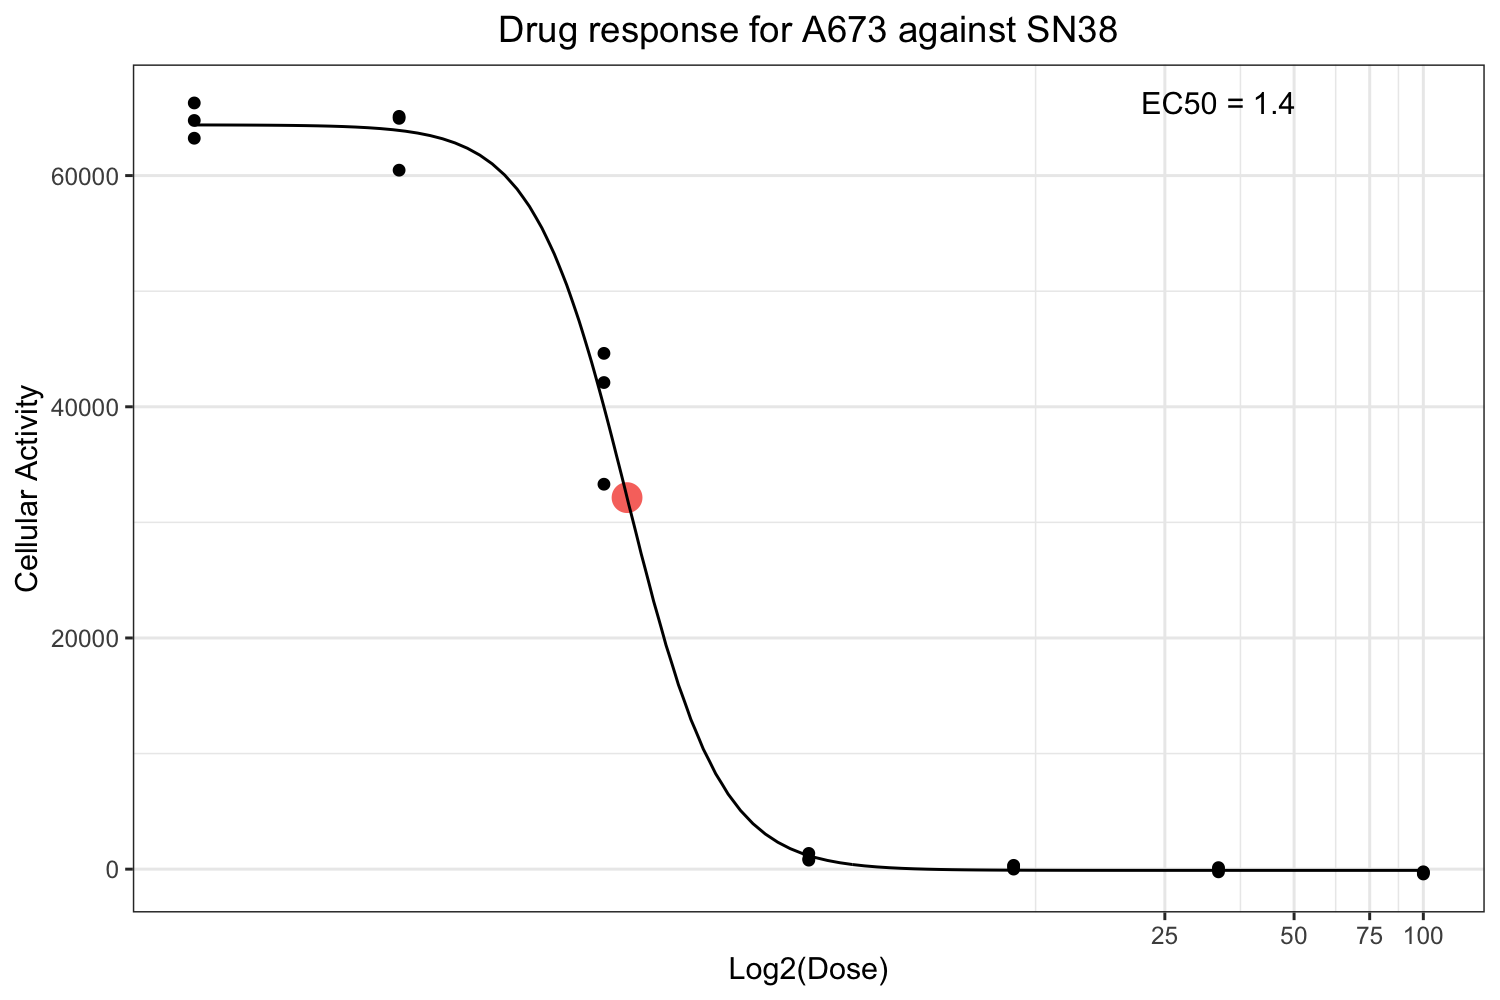 Drug response for A673 against SN38
EC50 = 1.4
Cellular Activity
60000
40000
20000
0
25 50 75 100
Log2(Dose)